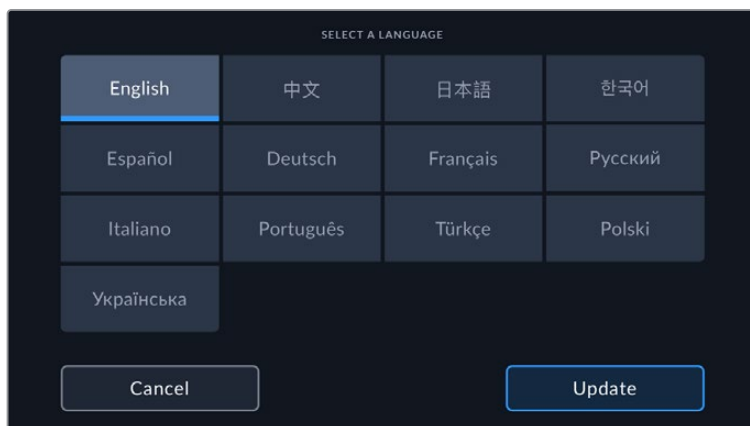 SELECT A LANGUAGE
English 中文 日本語 한국어
Español Deutsch Français Русский
Italiano Português Türkçe Polski
Українська
Cancel Update